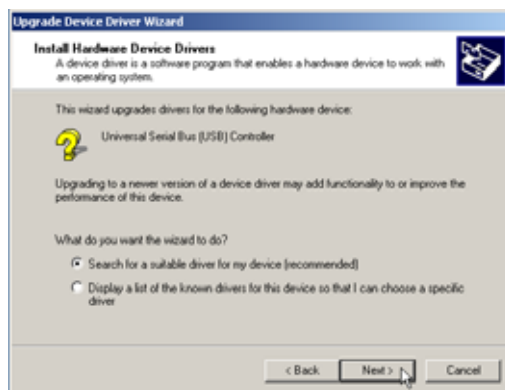 Upgrade Device Driver Wizard
Install Hardware Device Drivers
A device driver is a software program that enables a hardware device to work with
an operating system.
This wizard upgrades drivers for the following hardware device:
Universal Serial Bus (USB) Controller
Upgrading to a newer version of a device driver may add functionality to or improve the
performance of this device.
What do you want the wizard to do?
Search for a suitable driver for my device (recommended)
Display a list of the known drivers for this device so that I can choose a specific
driver
< Back Next > Cancel